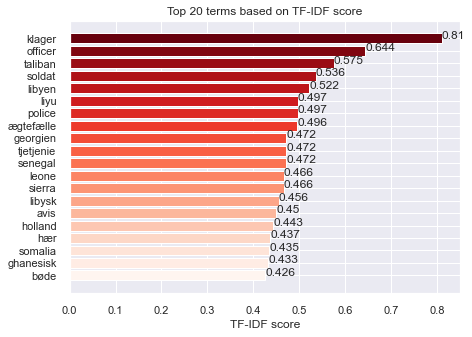 Top 20 terms based on TF-IDF score
klager 0.81
officer 0.644
taliban 0.575
soldat 0.536
libyen 0.522
liyu 0.497
police 0.497
ægtefælle 0.496
georgien 0.472
tjetjenie 0.472
senegal 0.472
leone 0.466
sierra 0.466
libysk 0.456
avis 0.45
holland 0.443
hær 0.437
somalia 0.435
ghanesisk 0.433
bøde 0.426
0.0 0.1 0.2 0.3 0.4 0.5 0.6 0.7 0.8
TF-IDF score